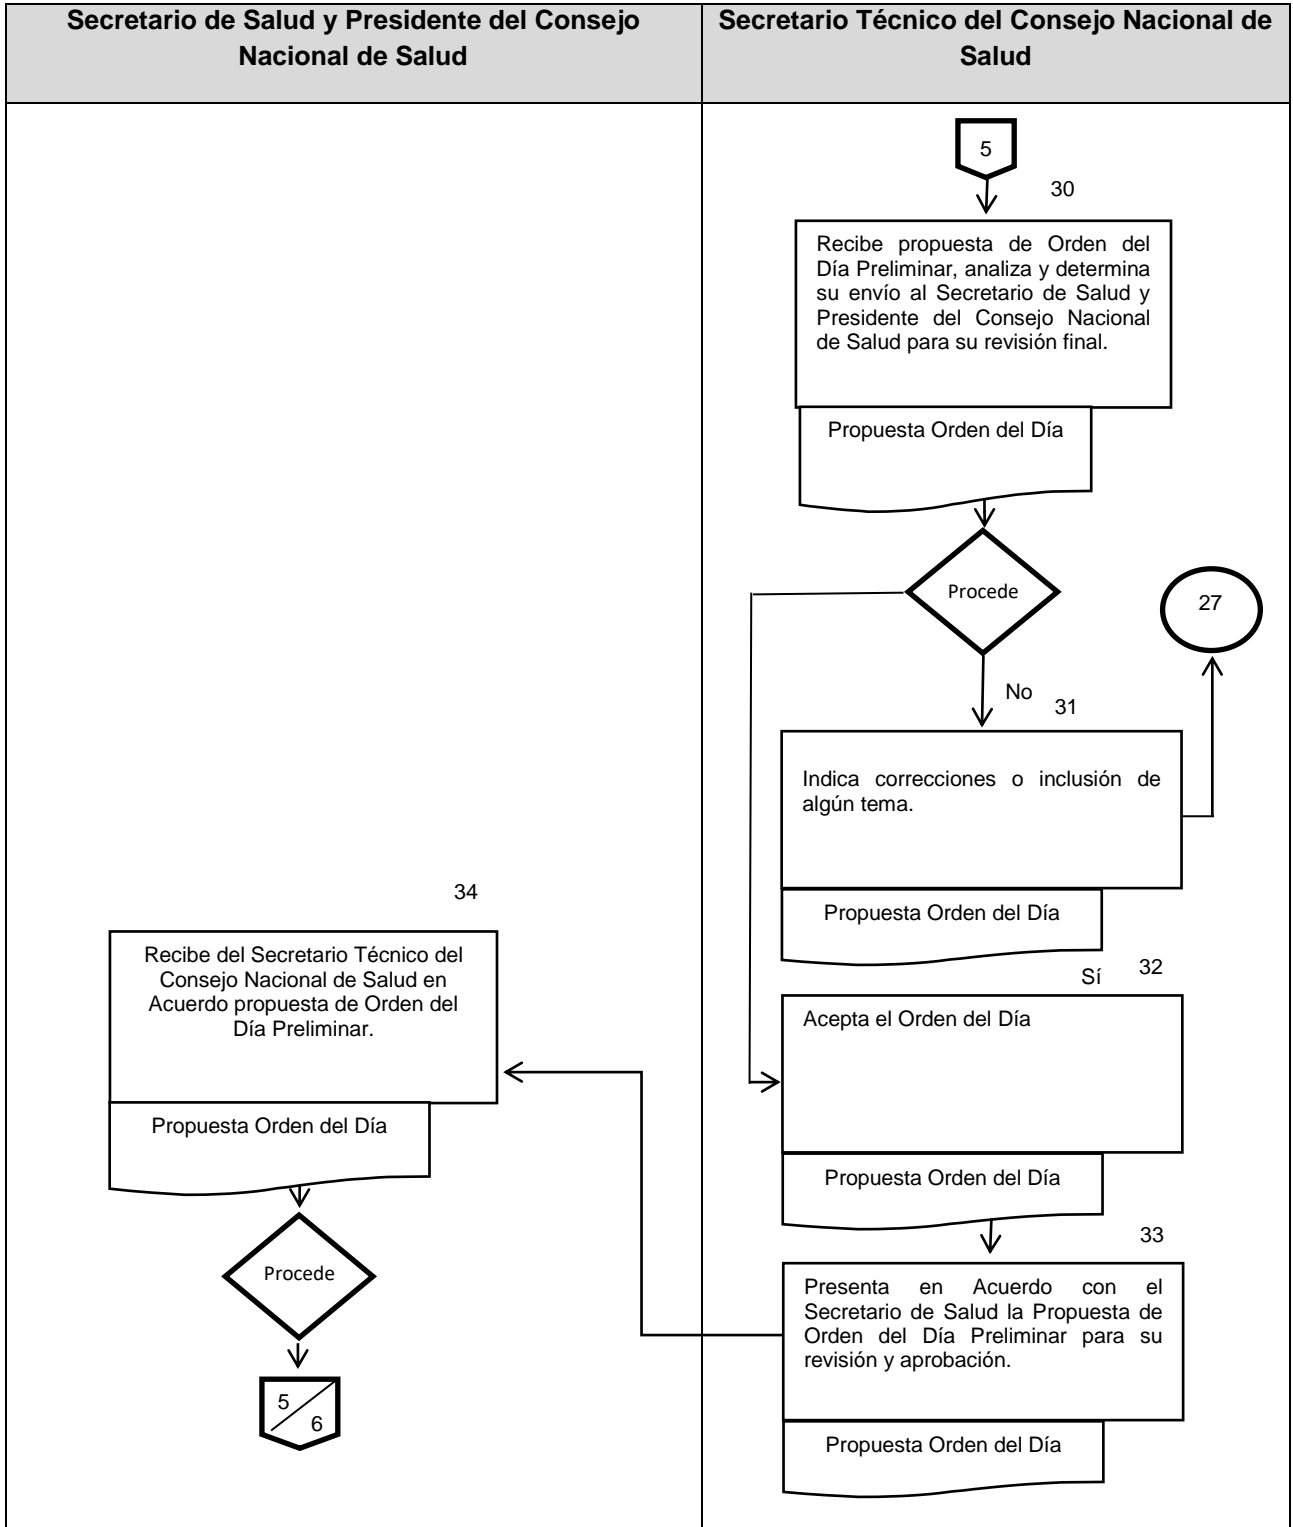 Secretario de Salud y Presidente del Consejo
Nacional de Salud
Secretario Técnico del Consejo Nacional de
Salud
5
30
Recibe propuesta de Orden del
Día Preliminar, analiza y determina
su envío al Secretario de Salud y
Presidente del Consejo Nacional
de Salud para su revisión final.
Propuesta Orden del Día
Procede
27
No
31
Indica correcciones o inclusión de
algún tema.
Propuesta Orden del Día
Sí
32
Acepta el Orden del Día
Propuesta Orden del Día
33
Presenta en Acuerdo con el
Secretario de Salud la Propuesta de
Orden del Día Preliminar para su
revisión y aprobación.
Propuesta Orden del Día
34
Recibe del Secretario Técnico del
Consejo Nacional de Salud en
Acuerdo propuesta de Orden del
Día Preliminar.
Propuesta Orden del Día
Procede
5
6